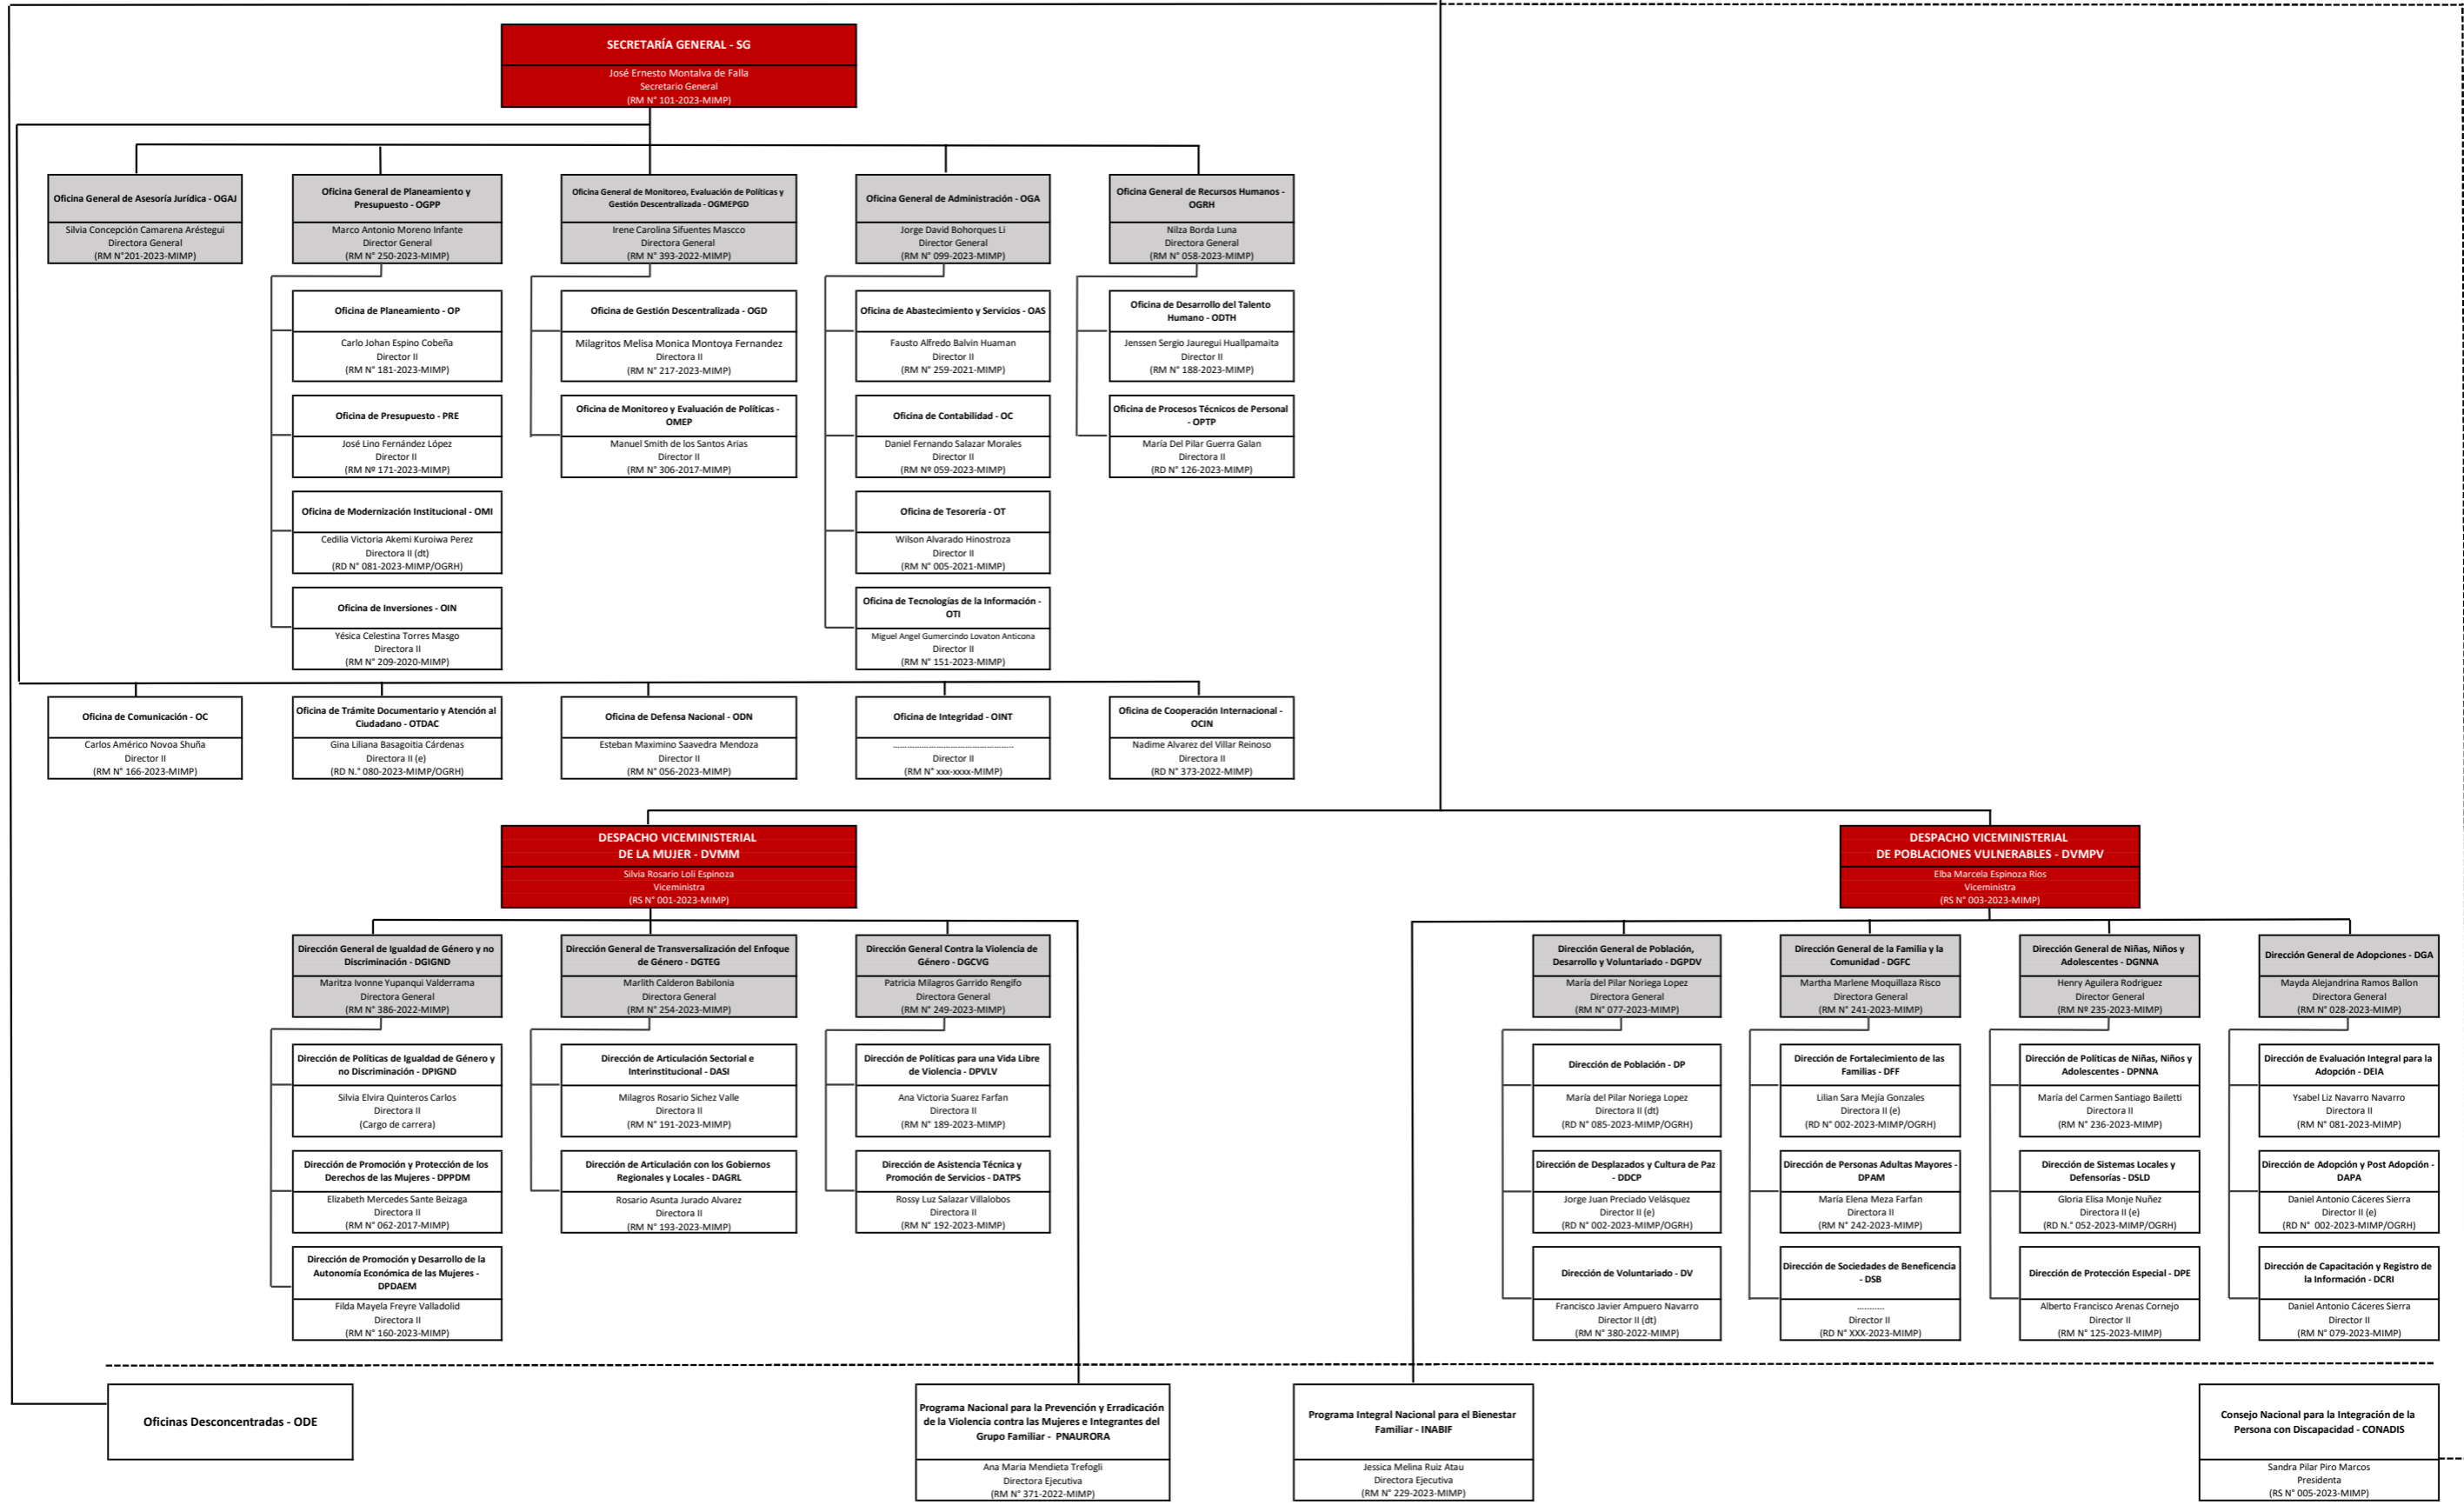 SECRETARÍA GENERAL - SG
José Ernesto Montalva de Falla
Secretario General
(RM N° 101-2023-MIMP)
Oficina General de Asesoría Jurídica - OGAJ
Silvia Concepción Camarena Aréstegui
Directora General
(RM N°201-2023-MIMP)
Oficina General de Planeamiento y
Presupuesto - OGPP
Marco Antonio Moreno Infante
Director General
(RM N° 250-2023-MIMP)
Oficina General de Monitoreo, Evaluación de Políticas y
Gestión Descentralizada - OGMEPGD
Irene Carolina Sifuentes Mascco
Directora General
(RM N° 393-2022-MIMP)
Oficina General de Administración - OGA
Jorge David Bohorques Li
Director General
(RM N° 099-2023-MIMP)
Oficina General de Recursos Humanos -
OGRH
Nilza Borda Luna
Directora General
(RM N° 058-2023-MIMP)
Oficina de Planeamiento - OP
Carlo Johan Espino Cobeña
Director II
(RM N° 181-2023-MIMP)
Oficina de Gestión Descentralizada - OGD
Milagritos Melisa Monica Montoya Fernandez
Directora II
(RM N° 217-2023-MIMP)
Oficina de Abastecimiento y Servicios - OAS
Fausto Alfredo Balvin Huaman
Director II
(RM N° 259-2021-MIMP)
Oficina de Desarrollo del Talento
Humano - ODTH
Jenssen Sergio Jauregui Huallpamaita
Director II
(RM N° 188-2023-MIMP)
Oficina de Presupuesto - PRE
José Lino Fernández López
Director II
(RM Nº 171-2023-MIMP)
Oficina de Monitoreo y Evaluación de Políticas -
OMEP
Manuel Smith de los Santos Arias
Director II
(RM N° 306-2017-MIMP)
Oficina de Contabilidad - OC
Daniel Fernando Salazar Morales
Director II
(RM Nº 059-2023-MIMP)
Oficina de Procesos Técnicos de Personal
- OPTP
María Del Pilar Guerra Galan
Directora II
(RD N° 126-2023-MIMP)
Oficina de Modernización Institucional - OMI
Cedilia Victoria Akemi Kuroiwa Perez
Directora II (dt)
(RD N° 081-2023-MIMP/OGRH)
Oficina de Tesorería - OT
Wilson Alvarado Hinostroza
Director II
(RM N° 005-2021-MIMP)
Oficina de Inversiones - OIN
Yésica Celestina Torres Masgo
Directora II
(RM N° 209-2020-MIMP)
Oficina de Tecnologías de la Información -
OTI
Miguel Angel Gumercindo Lovaton Anticona
Director II
(RM N° 151-2023-MIMP)
Oficina de Comunicación - OC
Carlos Américo Novoa Shuña
Director II
(RM N° 166-2023-MIMP)
Oficina de Trámite Documentario y Atención al
Ciudadano - OTDAC
Gina Liliana Basagoitia Cárdenas
Directora II (e)
(RD N.° 080-2023-MIMP/OGRH)
Oficina de Defensa Nacional - ODN
Esteban Maximino Saavedra Mendoza
Director II
(RM N° 056-2023-MIMP)
Oficina de Integridad - OINT
..............................................
Director II
(RM N° xxx-xxxx-MIMP)
Oficina de Cooperación Internacional -
OCIN
Nadime Alvarez del Villar Reinoso
Directora II
(RD N° 373-2022-MIMP)
DESPACHO VICEMINISTERIAL
DE LA MUJER - DVMM
Silvia Rosario Loli Espinoza
Viceministra
(RS N° 001-2023-MIMP)
DESPACHO VICEMINISTERIAL
DE POBLACIONES VULNERABLES - DVMPV
Elba Marcela Espinoza Ríos
Viceministra
(RS N° 003-2023-MIMP)
Dirección General de Igualdad de Género y no
Discriminación - DGIGND
Maritza Ivonne Yupanqui Valderrama
Directora General
(RM N° 386-2022-MIMP)
Dirección General de Transversalización del Enfoque
de Género - DGTEG
Marlith Calderon Babilonia
Directora General
(RM N° 254-2023-MIMP)
Dirección General Contra la Violencia de
Género - DGCVG
Patricia Milagros Garrido Rengifo
Directora General
(RM N° 249-2023-MIMP)
Dirección General de Población,
Desarrollo y Voluntariado - DGPDV
María del Pilar Noriega Lopez
Directora General
(RM N° 077-2023-MIMP)
Dirección General de la Familia y la
Comunidad - DGFC
Martha Marlene Moquillaza Risco
Directora General
(RM N° 241-2023-MIMP)
Dirección General de Niñas, Niños y
Adolescentes - DGNNA
Henry Aguilera Rodriguez
Director General
(RM Nº 235-2023-MIMP)
Dirección General de Adopciones - DGA
Mayda Alejandrina Ramos Ballon
Directora General
(RM N° 028-2023-MIMP)
Dirección de Políticas de Igualdad de Género y
no Discriminación - DPIGND
Silvia Elvira Quinteros Carlos
Directora II
(Cargo de carrera)
Dirección de Articulación Sectorial e
Interinstitucional - DASI
Milagros Rosario Sichez Valle
Directora II
(RM N° 191-2023-MIMP)
Dirección de Políticas para una Vida Libre
de Violencia - DPVLV
Ana Victoria Suarez Farfan
Directora II
(RM N° 189-2023-MIMP)
Dirección de Población - DP
María del Pilar Noriega Lopez
Directora II (dt)
(RD N° 085-2023-MIMP/OGRH)
Dirección de Fortalecimiento de las
Familias - DFF
Lilian Sara Mejía Gonzales
Directora II (e)
(RD N° 002-2023-MIMP/OGRH)
Dirección de Políticas de Niñas, Niños y
Adolescentes - DPNNA
María del Carmen Santiago Bailetti
Directora II
(RM N° 236-2023-MIMP)
Dirección de Evaluación Integral para la
Adopción - DEIA
Ysabel Liz Navarro Navarro
Directora II
(RM N° 081-2023-MIMP)
Dirección de Promoción y Protección de los
Derechos de las Mujeres - DPPDM
Elizabeth Mercedes Sante Beizaga
Directora II
(RM N° 062-2017-MIMP)
Dirección de Articulación con los Gobiernos
Regionales y Locales - DAGRL
Rosario Asunta Jurado Alvarez
Directora II
(RM N° 193-2023-MIMP)
Dirección de Asistencia Técnica y
Promoción de Servicios - DATPS
Rossy Luz Salazar Villalobos
Directora II
(RM N° 192-2023-MIMP)
Dirección de Desplazados y Cultura de Paz
- DDCP
Jorge Juan Preciado Velásquez
Director II (e)
(RD N° 002-2023-MIMP/OGRH)
Dirección de Personas Adultas Mayores -
DPAM
María Elena Meza Farfan
Directora II
(RM N° 242-2023-MIMP)
Dirección de Sistemas Locales y
Defensorías - DSLD
Gloria Elisa Monje Nuñez
Directora II (e)
(RD N.° 052-2023-MIMP/OGRH)
Dirección de Adopción y Post Adopción -
DAPA
Daniel Antonio Cáceres Sierra
Director II (e)
(RD N° 002-2023-MIMP/OGRH)
Dirección de Promoción y Desarrollo de la
Autonomía Económica de las Mujeres -
DPDAEM
Filda Mayela Freyre Valladolid
Directora II
(RM N° 160-2023-MIMP)
Dirección de Voluntariado - DV
Francisco Javier Ampuero Navarro
Director II (dt)
(RM N° 380-2022-MIMP)
Dirección de Sociedades de Beneficencia
- DSB
...........
Director II
(RD N° XXX-2023-MIMP)
Dirección de Protección Especial - DPE
Alberto Francisco Arenas Cornejo
Director II
(RM N° 125-2023-MIMP)
Dirección de Capacitación y Registro de
la Información - DCRI
Daniel Antonio Cáceres Sierra
Director II
(RM N° 079-2023-MIMP)
Oficinas Desconcentradas - ODE
Programa Nacional para la Prevención y Erradicación
de la Violencia contra las Mujeres e Integrantes del
Grupo Familiar - PNAURORA
Ana Maria Mendieta Trefogli
Directora Ejecutiva
(RM N° 371-2022-MIMP)
Programa Integral Nacional para el Bienestar
Familiar - INABIF
Jessica Melina Ruiz Atau
Directora Ejecutiva
(RM N° 229-2023-MIMP)
Consejo Nacional para la Integración de la
Persona con Discapacidad - CONADIS
Sandra Pilar Piro Marcos
Presidenta
(RS N° 005-2023-MIMP)